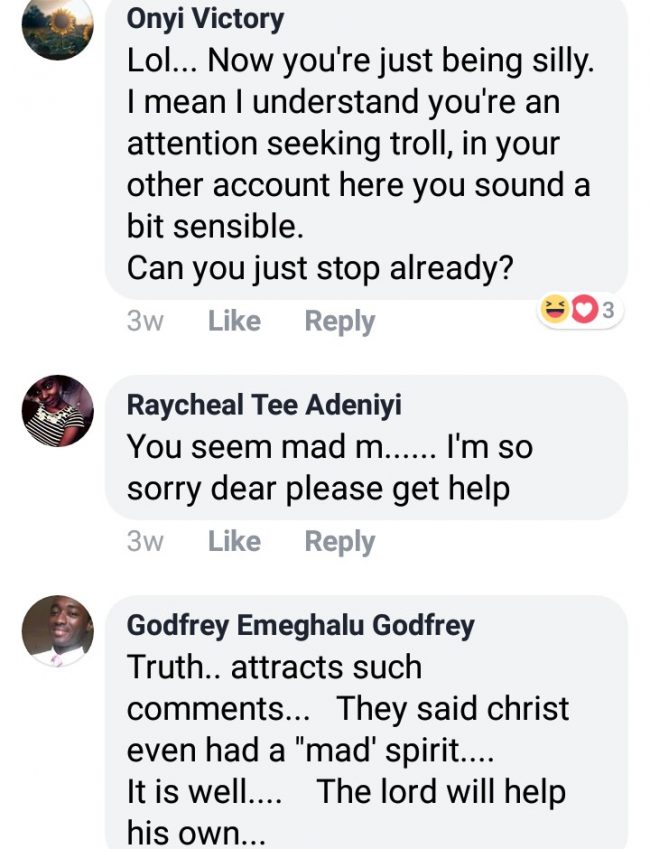 Onyi Victory
Lol... Now you're just being silly.
I mean I understand you're an
attention seeking troll, in your
other account here you sound a
bit sensible.
Can you just stop already?
3w Like Reply 3
Raycheal Tee Adeniyi
You seem mad m...... I'm so
sorry dear please get help
3w Like Reply
Godfrey Emeghalu Godfrey
Truth.. attracts such
comments... They said christ
even had a "mad' spirit....
It is well.... The lord will help
his own...